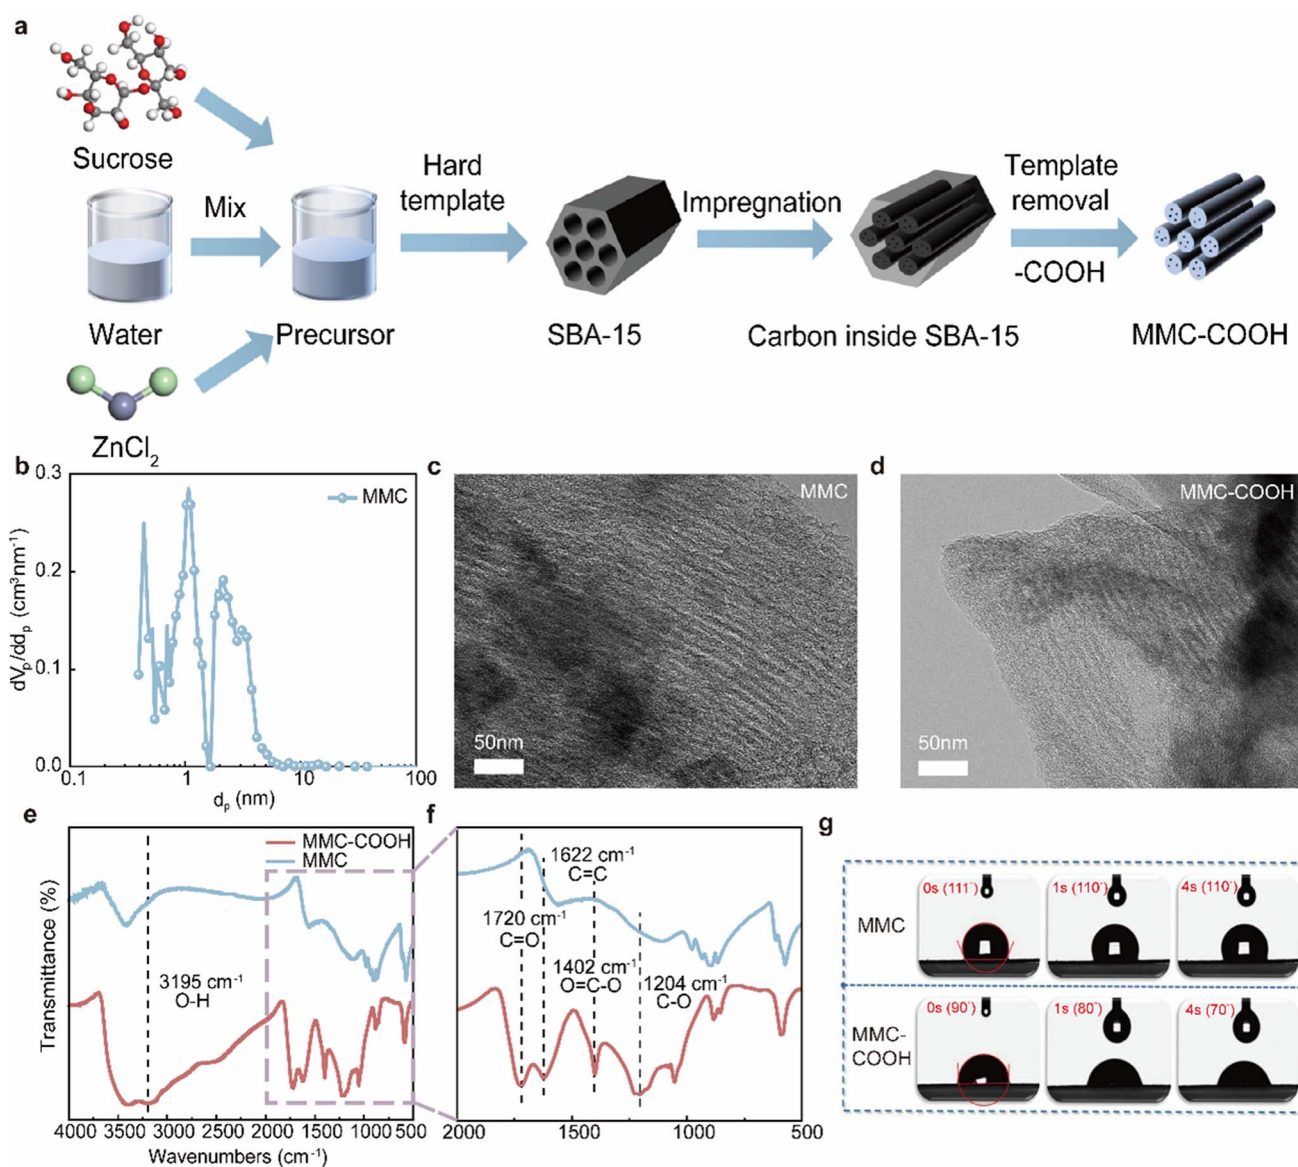 a
Sucrose
Water
ZnCl2
Mix
Precursor
Hard
template
SBA-15
Impregnation
Carbon inside SBA-15
Template
removal
-COOH
MMC-COOH
b
0.3
0.2
0.1
0.0
0.1
1
10
100
dVp/ddp (cm³nm⁻¹)
dp (nm)
MMC
c
MMC
50nm
d
MMC-COOH
50nm
e
MMC-COOH
MMC
3195 cm⁻¹
O-H
Transmittance (%)
4000 3500 3000 2500 2000 1500 1000 500
Wavenumbers (cm⁻¹)
f
1622 cm⁻¹
C=C
1720 cm⁻¹
C=O
1402 cm⁻¹
O=C-O
1204 cm⁻¹
C-O
2000 1500 1000 500
g
MMC
0s (111°) 1s (110°) 4s (110°)
MMC-
COOH
0s (90°) 1s (80°) 4s (70°)